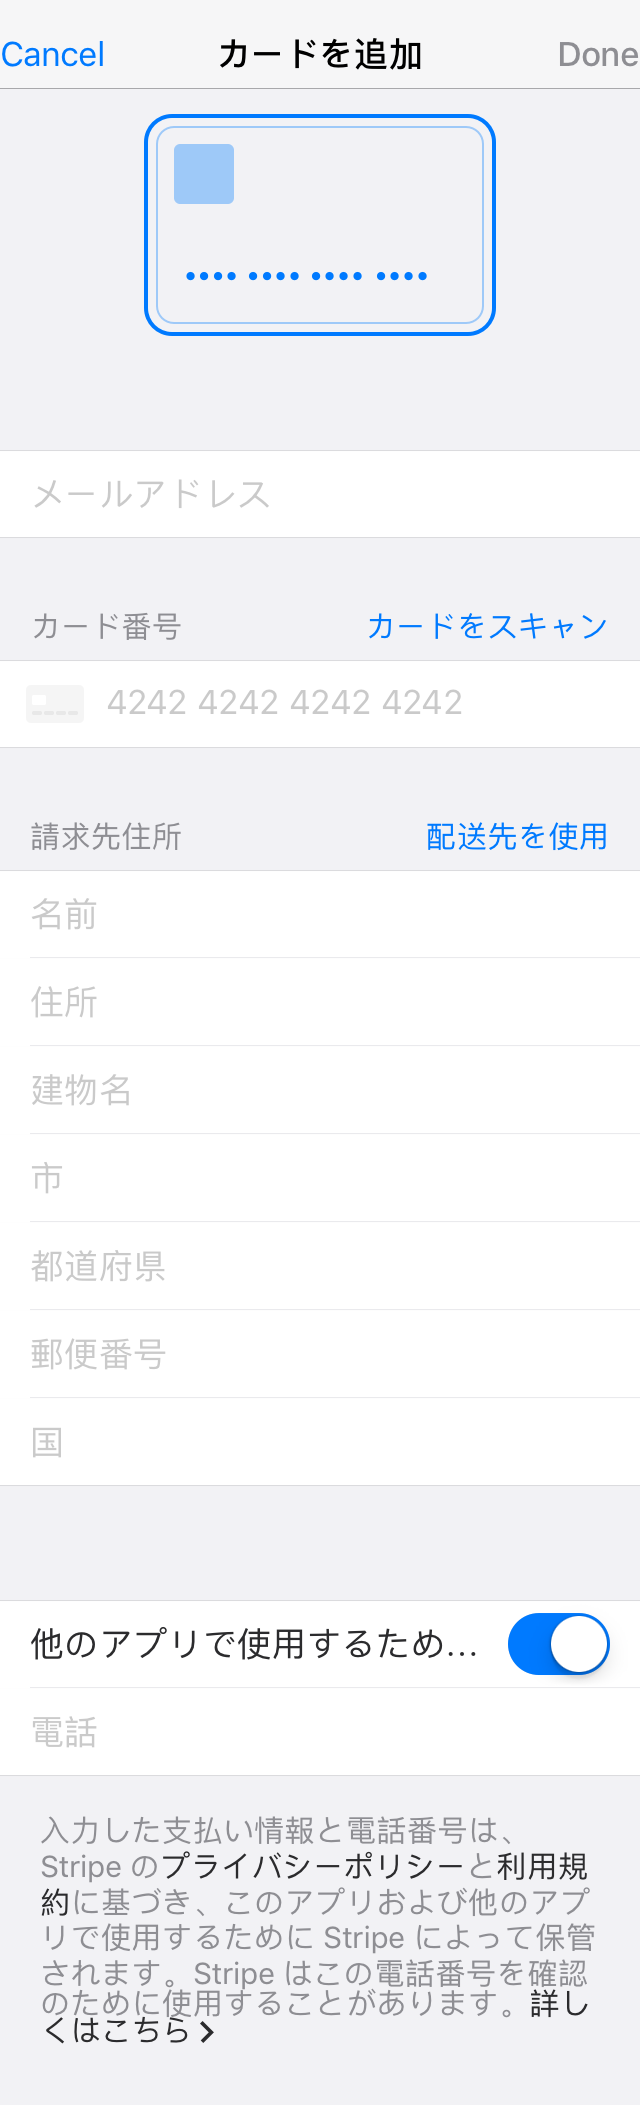 Cancel カードを追加 Done
•••• •••• •••• ••••
メールアドレス
カード番号 カードをスキャン
4242 4242 4242 4242
請求先住所 配送先を使用
名前
住所
建物名
市
都道府県
郵便番号
国
他のアプリで使用するため...
電話
入力した支払い情報と電話番号は、
Stripe のプライバシーポリシーと利用規
約に基づき、このアプリおよび他のアプ
リで使用するために Stripe によって保管
されます。Stripe はこの電話番号を確認
のために使用することがあります。詳し
くはこちら